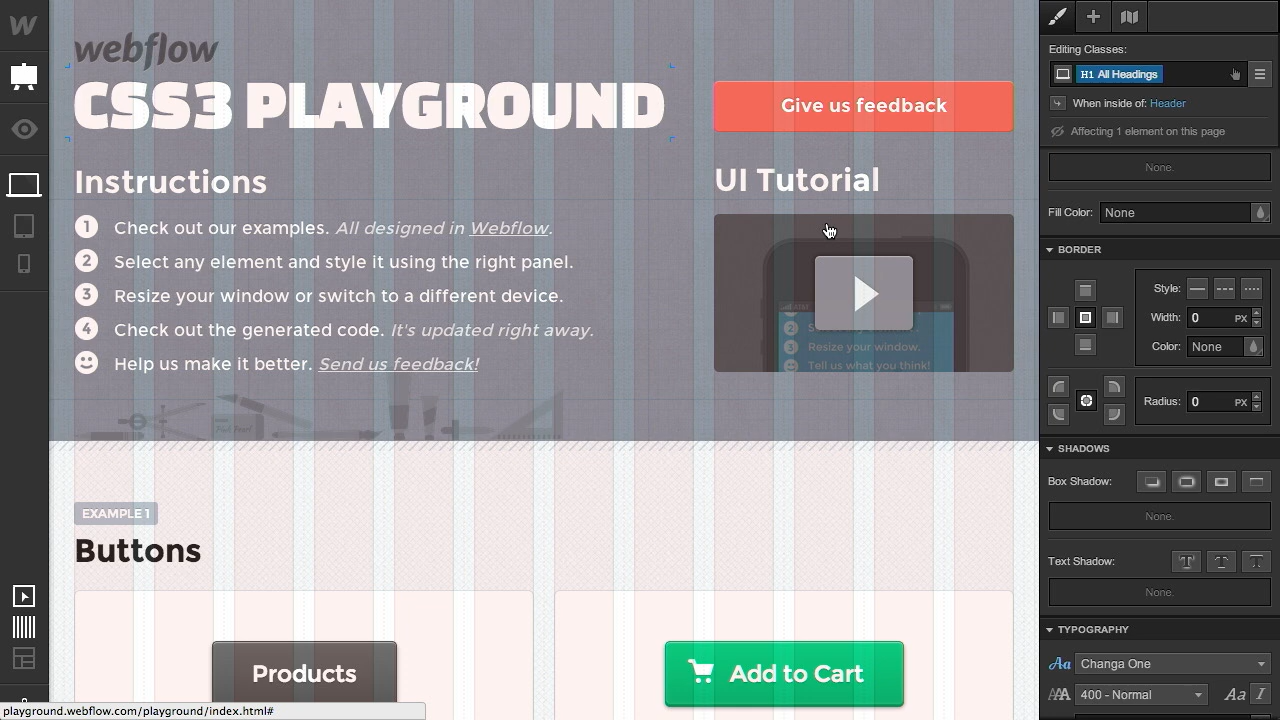 webflow
CSS3 PLAYGROUND
Give us feedback
Instructions
1 Check out our examples. All designed in Webflow.
2 Select any element and style it using the right panel.
3 Resize your window or switch to a different device.
4 Check out the generated code. It's updated right away.
Help us make it better. Send us feedback!
UI Tutorial
2
3 Resize your window.
Tell us what you think!
EXAMPLE 1
Buttons
Products
Add to Cart
playground.webflow.com/playground/index.html#
Editing Classes:
H1 All Headings
When inside of: Header
Affecting 1 element on this page
None.
Fill Color: None
BORDER
Style:
Width: 0 PX
Color: None
Radius: 0 PX
SHADOWS
Box Shadow:
None.
Text Shadow:
T T T
None.
TYPOGRAPHY
Aa Changa One
AAA 400 - Normal Aa I